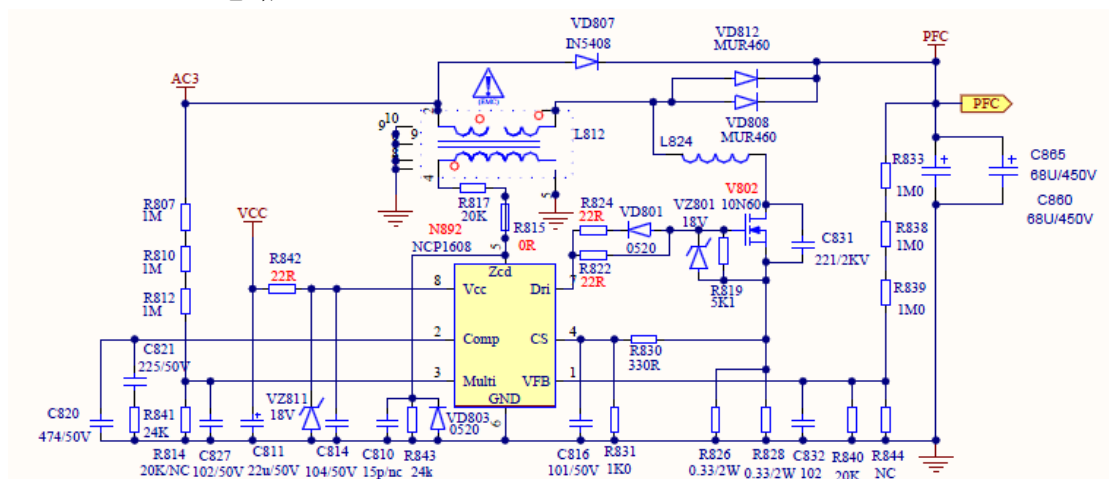 VD807
IN5408
VD812
MUR460
PFC
AC3
(EMC)
PFC
2
1
10
9
9
8
L812
VD808
MUR460
L824
4
5
R833
1M0
C865
68U/450V
C860
68U/450V
R817
20K
R824
22R
VD801
0520
VZ801
18V
V802
10N60
R807
1M
VCC
N892
NCP1608
R815
0R
R838
1M0
C831
221/2KV
R810
1M
R842
22R
5
Zcd
7
R822
22R
R819
5K1
R839
1M0
R812
1M
8
Vcc
Dri
2
Comp
CS
4
R830
330R
C821
225/50V
3
Multi
VFB
1
GND
6
C820
474/50V
R841
24K
VZ811
18V
VD803
0520
R814
20K/NC
C827
102/50V
C811
22u/50V
C814
104/50V
C810
15p/nc
R843
24k
C816
101/50V
R831
1K0
R826
0.33/2W
R828
0.33/2W
C832
102
R840
20K
R844
NC